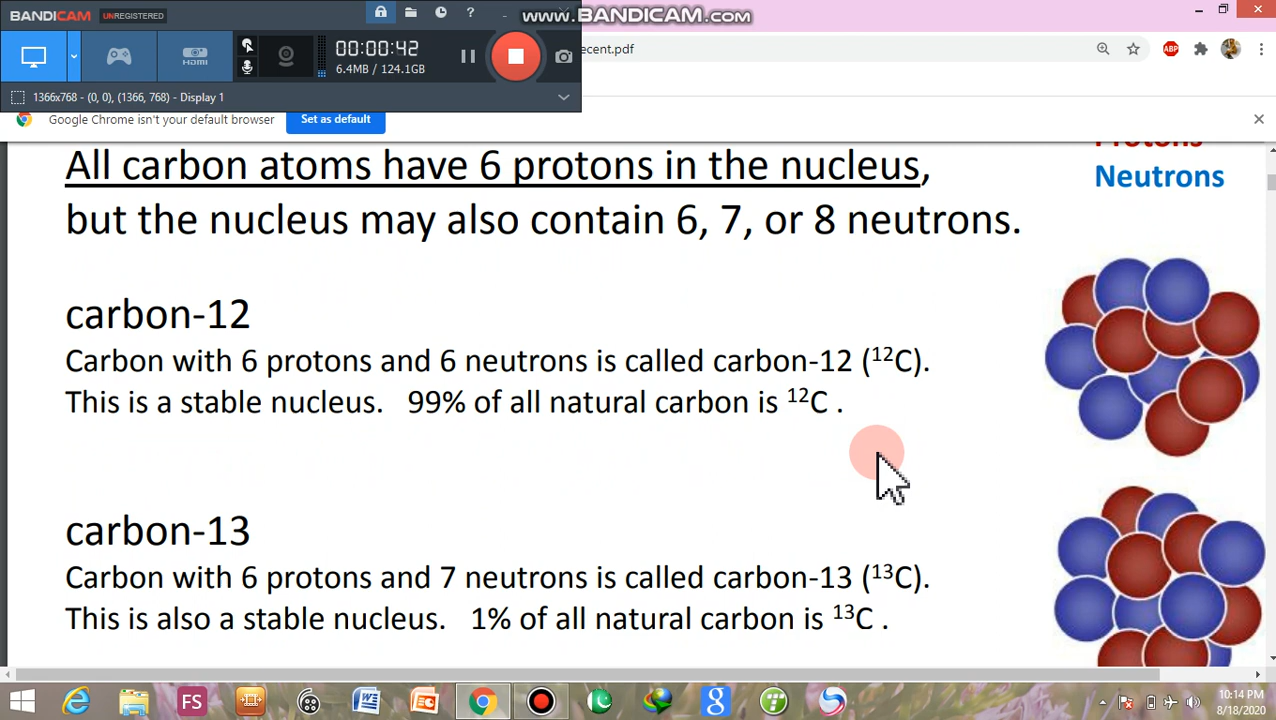 BANDICAM UNREGISTERED
www.BANDICAM.com
HDMI
00:00:42
6.4MB / 124.1GB
ecent.pdf
ABP
1366x768 - (0, 0), (1366, 768) - Display 1
Google Chrome isn't your default browser
Set as default
Protons
Neutrons
All carbon atoms have 6 protons in the nucleus,
but the nucleus may also contain 6, 7, or 8 neutrons.
carbon-12
Carbon with 6 protons and 6 neutrons is called carbon-12 (¹²C).
This is a stable nucleus. 99% of all natural carbon is ¹²C .
carbon-13
Carbon with 6 protons and 7 neutrons is called carbon-13 (¹³C).
This is also a stable nucleus. 1% of all natural carbon is ¹³C .
FS
10:14 PM
8/18/2020